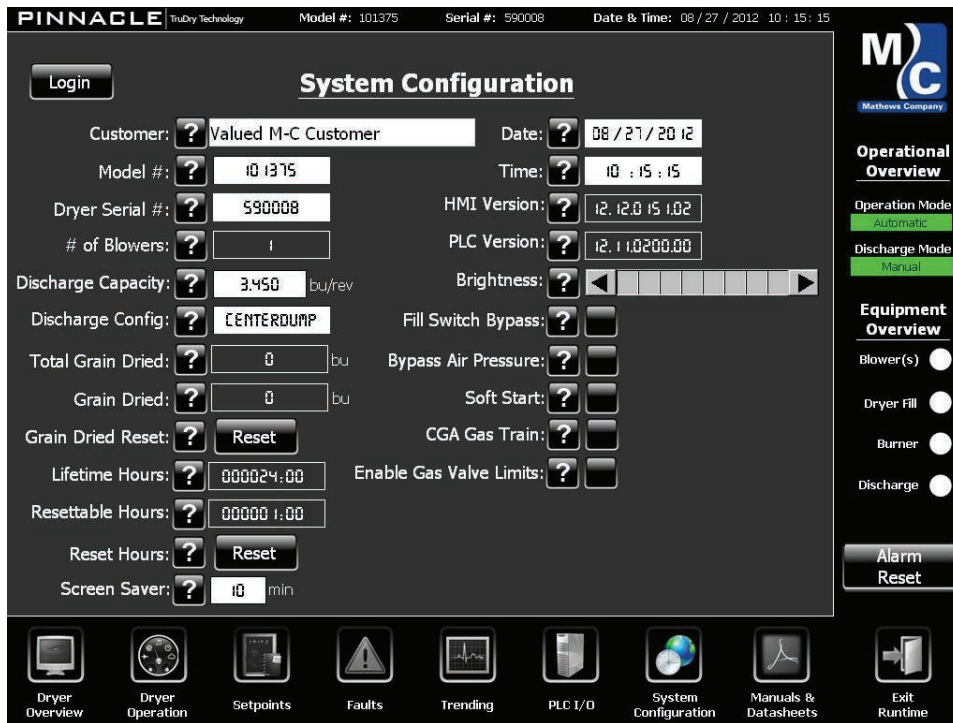 PINNACLE TruDry Technology Model #: 101375 Serial #: 590008 Date & Time: 08 / 27 / 2012 10 : 15 : 15
Login
System Configuration
Customer: ? Valued M-C Customer
Model #: ? 101375
Dryer Serial #: ? 590008
# of Blowers: ? 1
Discharge Capacity: ? 3.450 bu/rev
Discharge Config: ? CENTERDUMP
Total Grain Dried: ? 0 bu
Grain Dried: ? 0 bu
Grain Dried Reset: ? Reset
Lifetime Hours: ? 000024:00
Resettable Hours: ? 000001:00
Reset Hours: ? Reset
Screen Saver: ? 10 min
Date: ? 08 / 27 / 2012
Time: ? 10 : 15 : 15
HMI Version: ? 12.12.0151.02
PLC Version: ? 12.11.0200.00
Brightness: ?
Fill Switch Bypass: ?
Bypass Air Pressure: ?
Soft Start: ?
CGA Gas Train: ?
Enable Gas Valve Limits: ?
MC
Mathews Company
Operational
Overview
Operation Mode
Automatic
Discharge Mode
Manual
Equipment
Overview
Blower(s)
Dryer Fill
Burner
Discharge
Alarm
Reset
Dryer
Overview
Dryer
Operation
Setpoints
Faults
Trending
PLC I/O
System
Configuration
Manuals &
Datasheets
Exit
Runtime